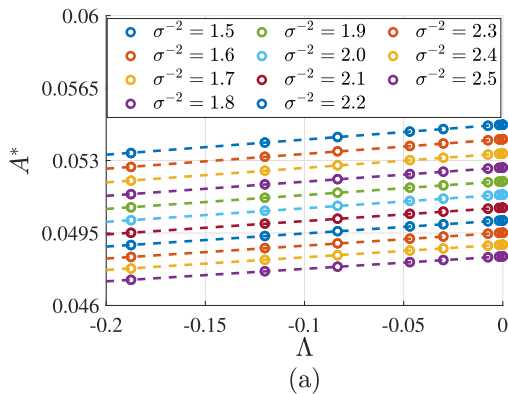 0.06
σ⁻² = 1.5 σ⁻² = 1.9 σ⁻² = 2.3
σ⁻² = 1.6 σ⁻² = 2.0 σ⁻² = 2.4
σ⁻² = 1.7 σ⁻² = 2.1 σ⁻² = 2.5
σ⁻² = 1.8 σ⁻² = 2.2
0.0565
0.053
A*
0.0495
0.046
-0.2 -0.15 -0.1 -0.05 0
Λ
(a)